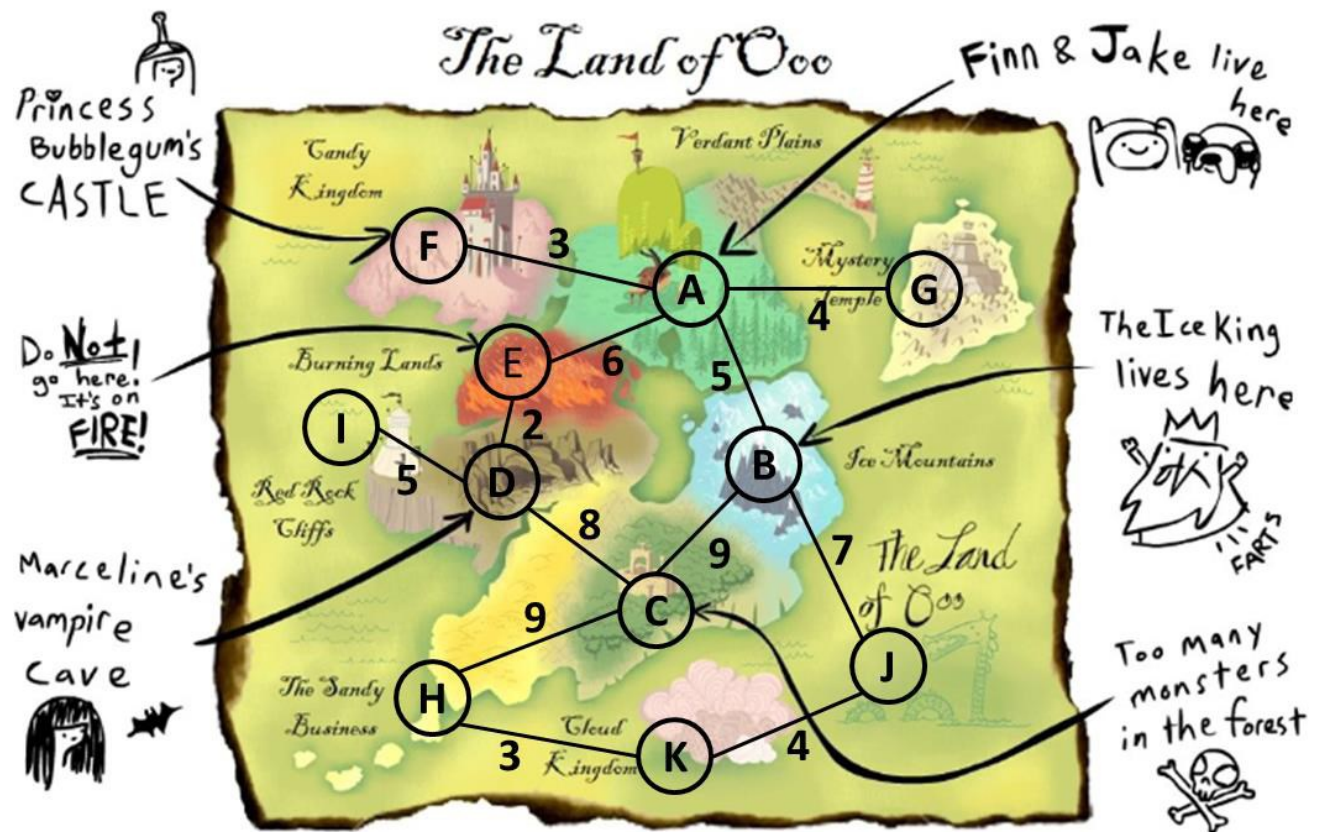 The Land of Ooo
Finn & Jake live
here
Princess
Bubblegum's
CASTLE
Candy
Kingdom
Verdant Plains
F
3
A
Mystery
Temple
4
G
Do Not!
go here.
It's on
FIRE!
Burning Lands
E
6
5
The Ice King
lives here
I
2
5
D
B
Ice Mountains
Red Rock
Cliffs
8
9
7
The Land
of Ooo
FARTS
Marceline's
vampire
Cave
9
C
J
Too many
monsters
in the forest
The Sandy
Business
H
3
Cloud
Kingdom
K
4